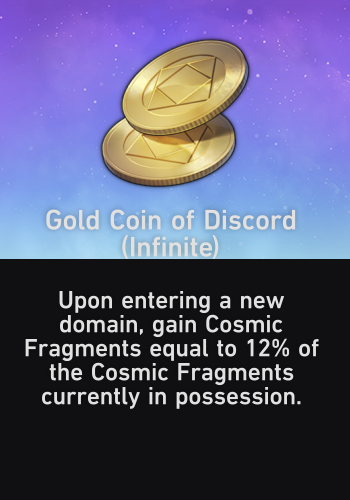 Gold Coin of Discord
(Infinite)
Upon entering a new
domain, gain Cosmic
Fragments equal to 12% of
the Cosmic Fragments
currently in possession.